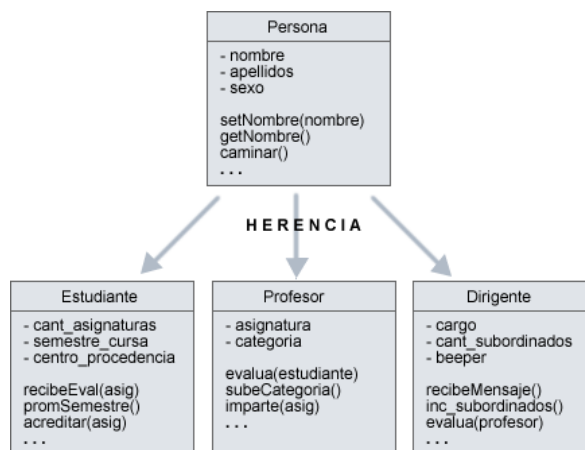 Persona
- nombre
- apellidos
- sexo
setNombre(nombre)
getNombre()
caminar()
. . .
HERENCIA
Estudiante
- cant_asignaturas
- semestre_cursa
- centro_procedencia
recibeEval(asig)
promSemestre()
acreditar(asig)
. . .
Profesor
- asignatura
- categoria
evalua(estudiante)
subeCategoria()
imparte(asig)
. . .
Dirigente
- cargo
- cant_subordinados
- beeper
recibeMensaje()
inc_subordinados()
evalua(profesor)
. . .